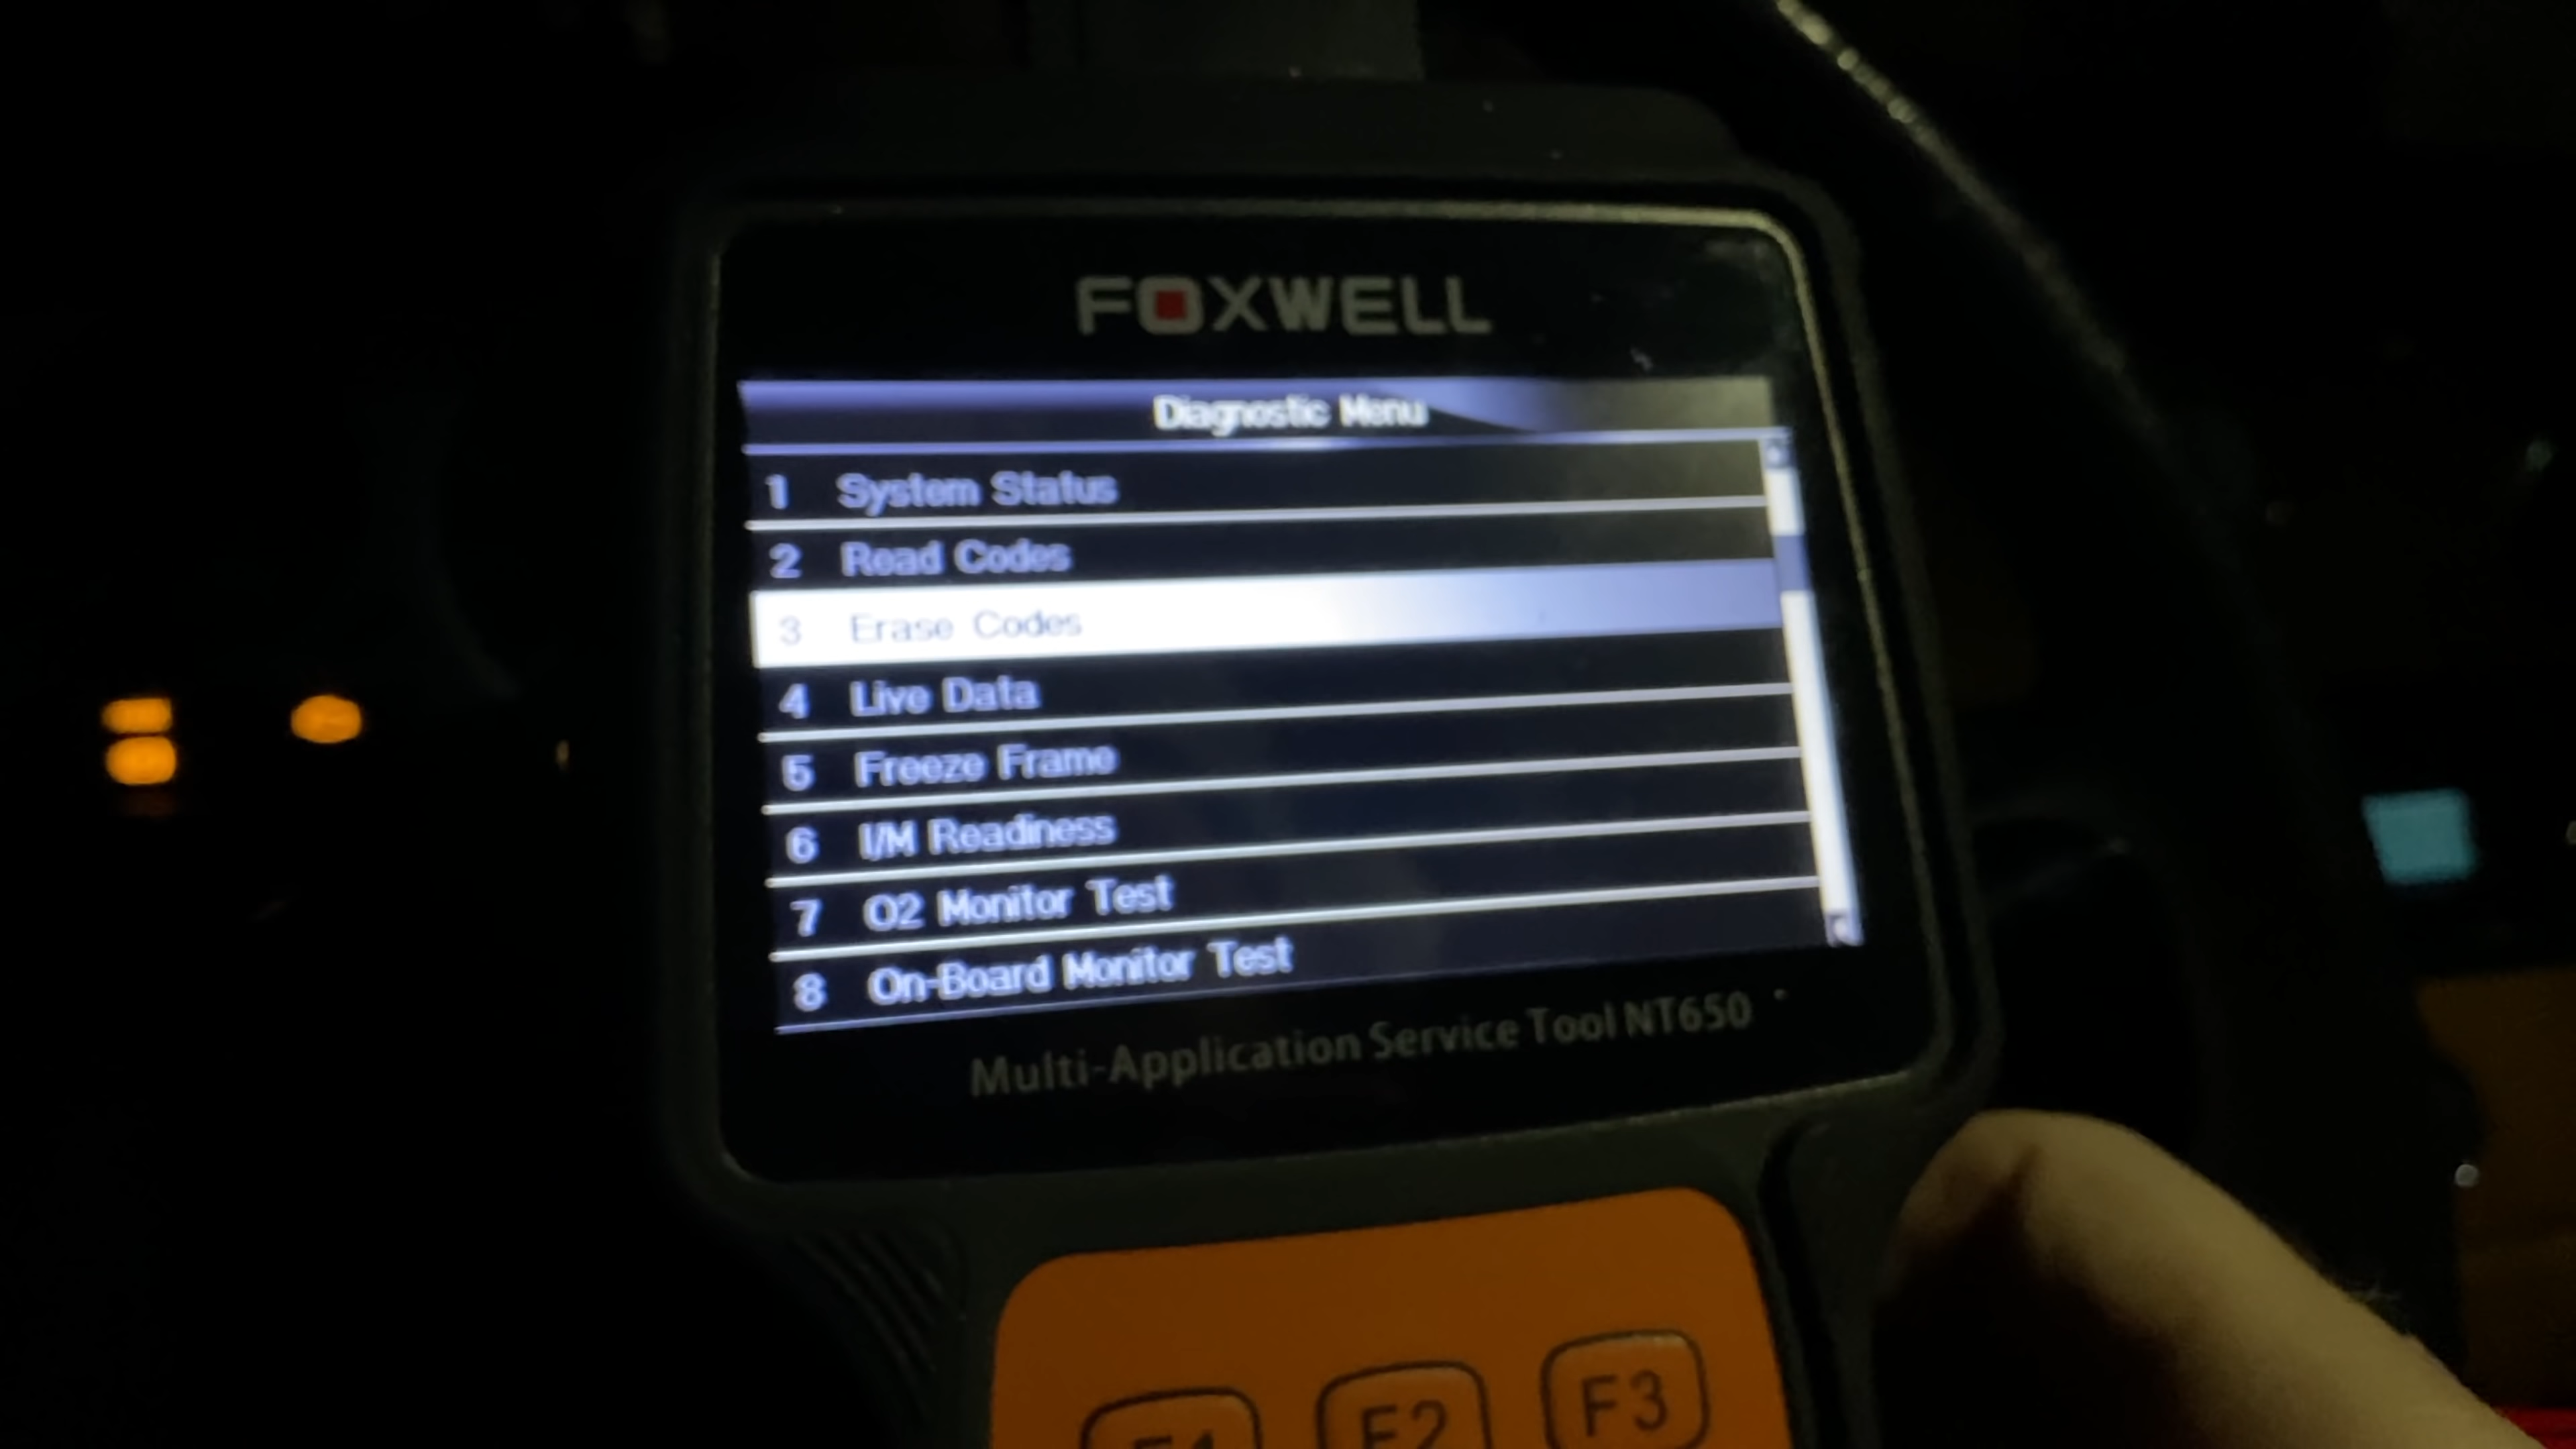 FOXWELL
Diagnostic Menu
1 System Status
2 Read Codes
3 Erase Codes
4 Live Data
5 Freeze Frame
6 I/M Readiness
7 O2 Monitor Test
8 On-Board Monitor Test
Multi-Application Service Tool NT650
F1 F2 F3